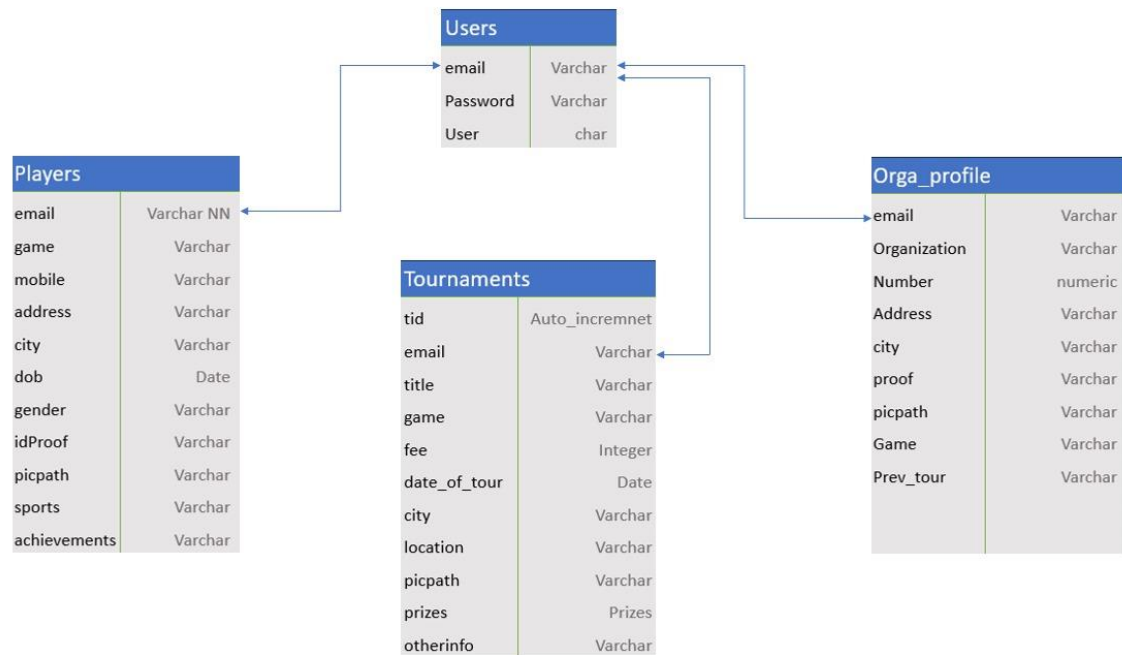 Users
email Varchar
Password Varchar
User char
Players
email Varchar NN
game Varchar
mobile Varchar
address Varchar
city Varchar
dob Date
gender Varchar
idProof Varchar
picpath Varchar
sports Varchar
achievements Varchar
Tournaments
tid Auto_incremnet
email Varchar
title Varchar
game Varchar
fee Integer
date_of_tour Date
city Varchar
location Varchar
picpath Varchar
prizes Prizes
otherinfo Varchar
Orga_profile
email Varchar
Organization Varchar
Number numeric
Address Varchar
city Varchar
proof Varchar
picpath Varchar
Game Varchar
Prev_tour Varchar